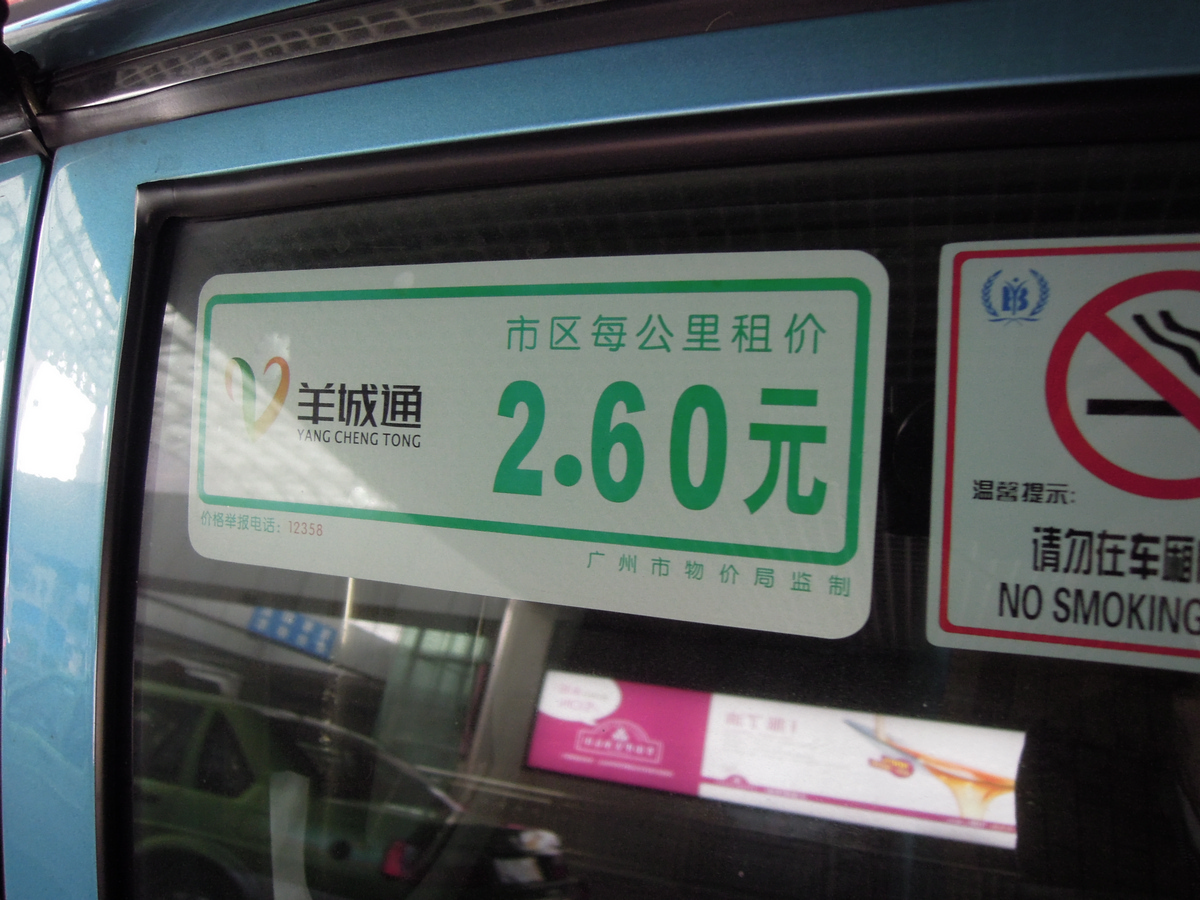 市区每公里租价
羊城通
YANG CHENG TONG
2.60元
价格举报电话：12358
广州市物价局监制
温馨提示:
请勿在车厢
NO SMOKING